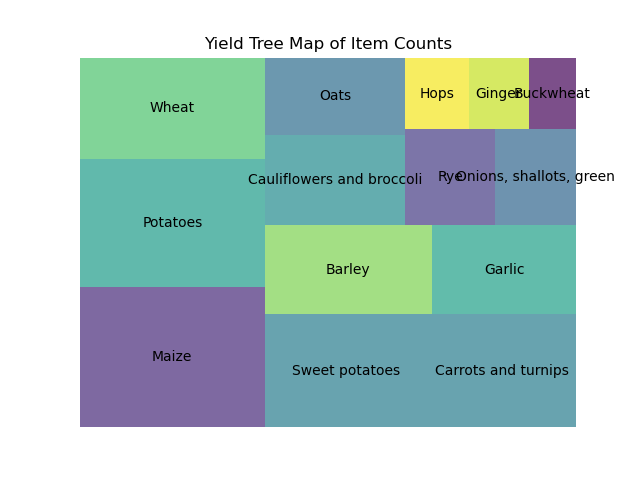 Yield Tree Map of Item Counts
Wheat
Oats
Hops
Ginger
Buckwheat
Cauliflowers and broccoli
Rye
Onions, shallots, green
Potatoes
Barley
Garlic
Maize
Sweet potatoes
Carrots and turnips